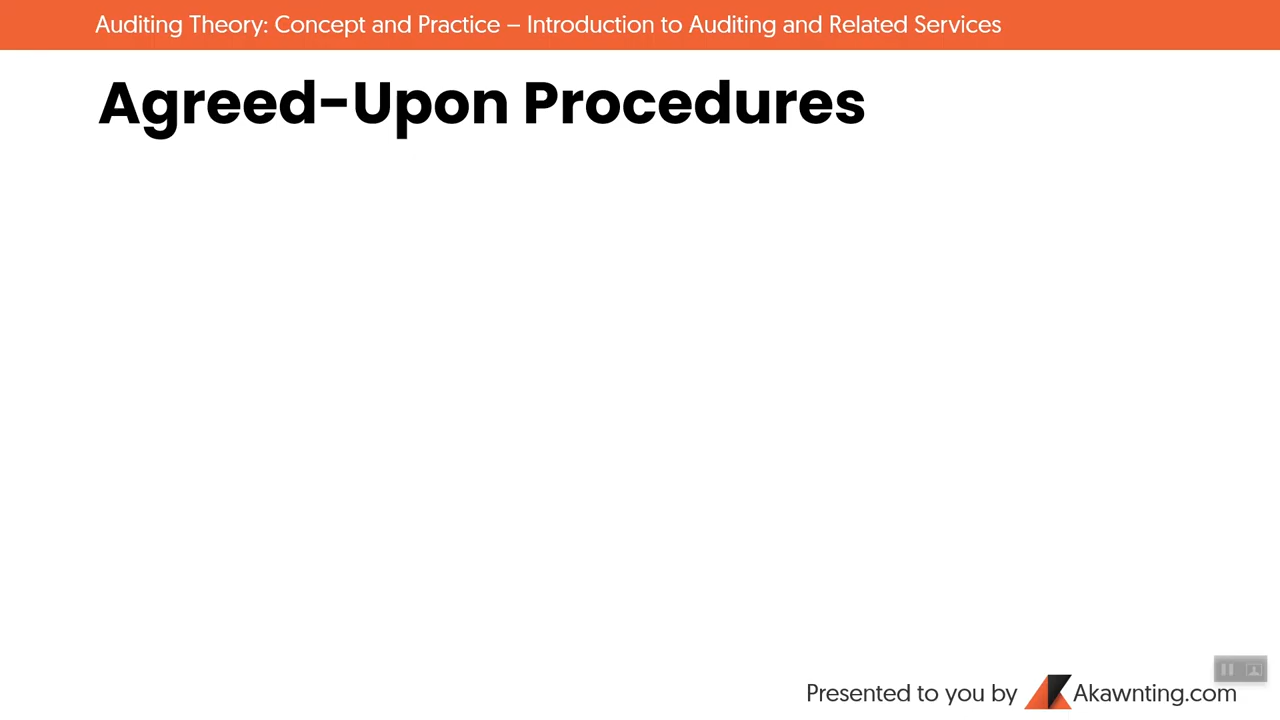 Auditing Theory: Concept and Practice – Introduction to Auditing and Related Services
Agreed-Upon Procedures
Presented to you by Akawnting.com